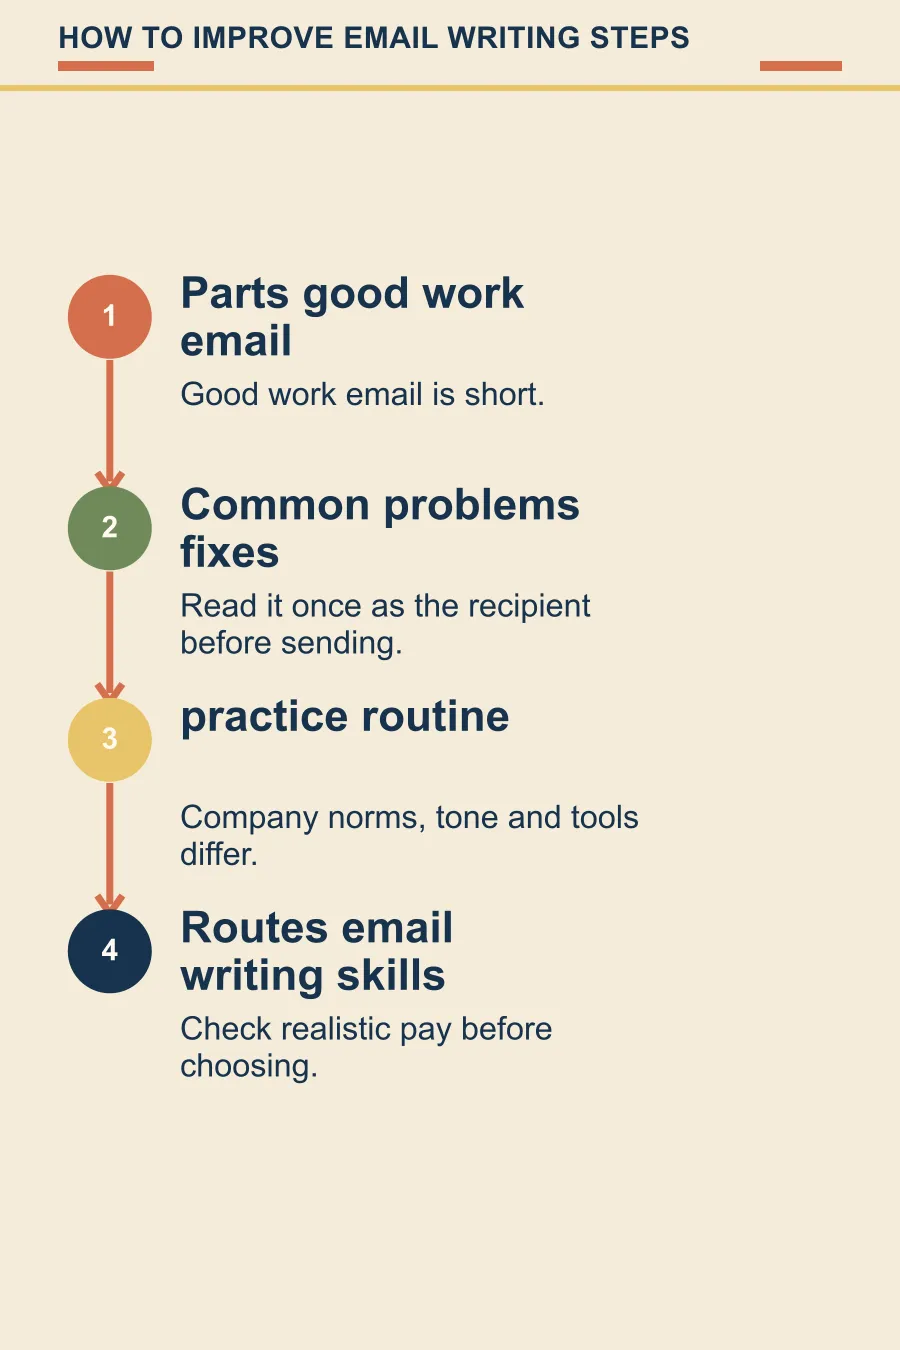 HOW TO IMPROVE EMAIL WRITING STEPS
1
Parts good work
email
Good work email is short.
2
Common problems
fixes
Read it once as the recipient
before sending.
3
practice routine
Company norms, tone and tools
differ.
4
Routes email
writing skills
Check realistic pay before
choosing.